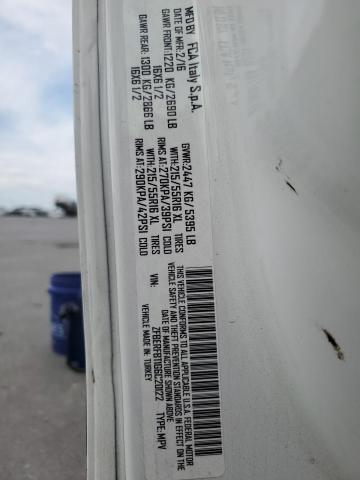 MFD BY FCA Italy S.p.A.
DATE OF MFR: 2/16 GVWR: 2447 KG/5395 LB
GAWR FRONT: 1220 KG/2690 LB WITH: 215/55R16 XL TIRES
16X6 1/2 RIMS AT: 270KPA/39PSI COLD
GAWR REAR: 1300 KG/2866 LB WITH: 215/55R16 XL TIRES
16X6 1/2 RIMS AT: 290KPA/42PSI COLD
THIS VEHICLE CONFORMS TO ALL APPLICABLE U.S.A. FEDERAL MOTOR
VEHICLE SAFETY AND THEFT PREVENTION STANDARDS IN EFFECT ON THE
DATE OF MANUFACTURE SHOWN ABOVE
TYPE: MPV
VEHICLE MADE IN: TURKEY